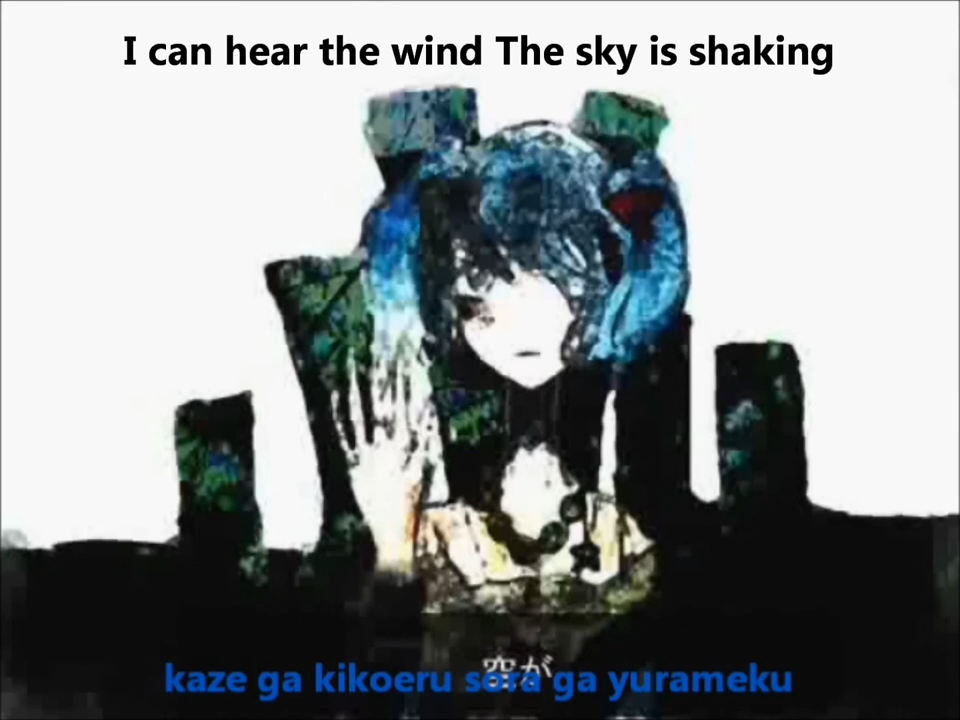 I can hear the wind The sky is shaking
空が
kaze ga kikoeru sora ga yurameku